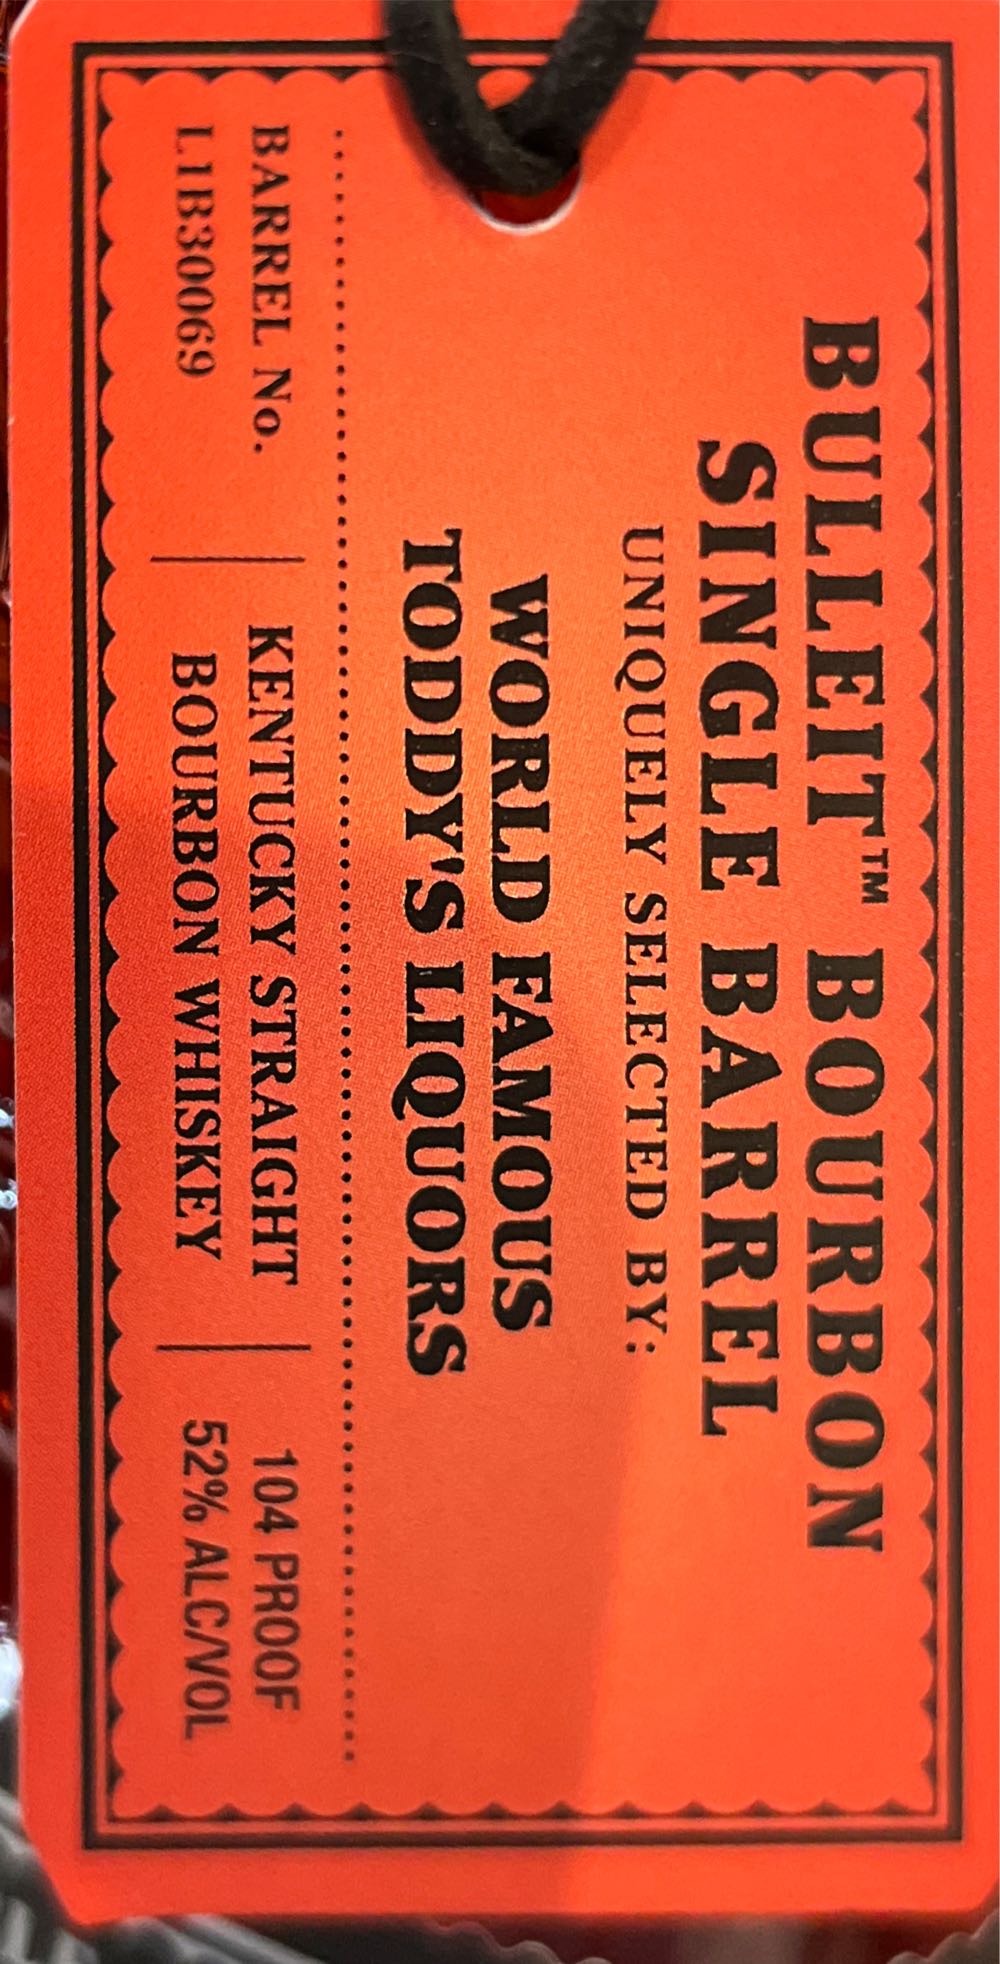 BULLEIT™ BOURBON
SINGLE BARREL
UNIQUELY SELECTED BY:
WORLD FAMOUS
TODDY'S LIQUORS
BARREL No.
L1B30069
KENTUCKY STRAIGHT
BOURBON WHISKEY
104 PROOF
52% ALC/VOL